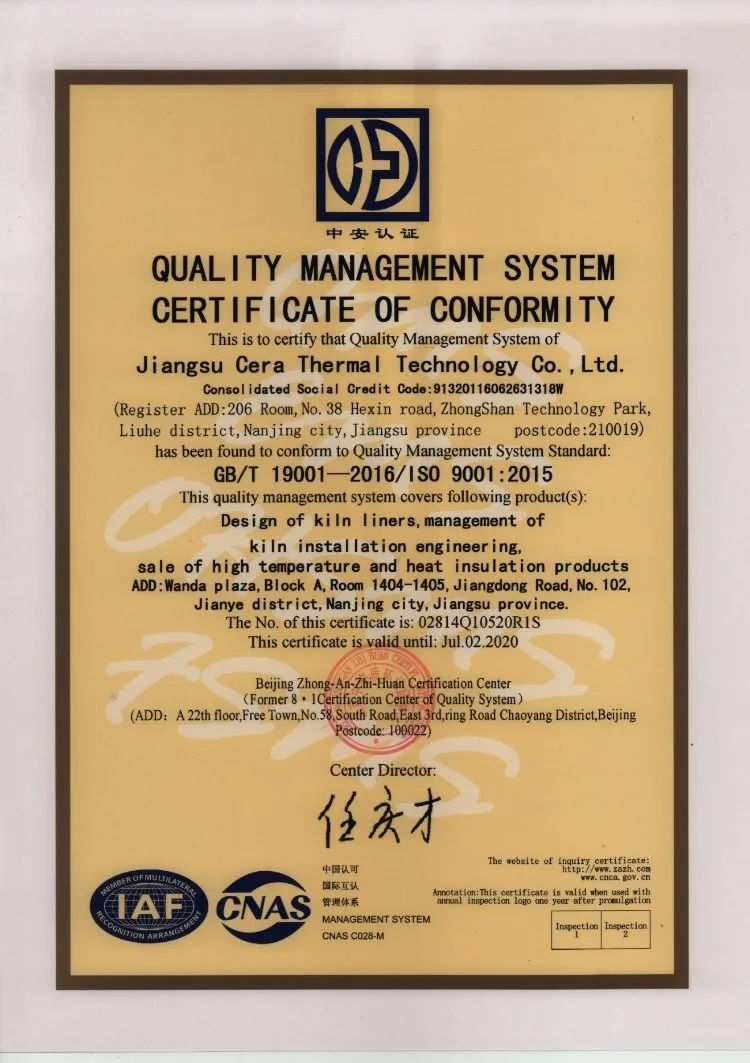 中安认证
QUALITY MANAGEMENT SYSTEM
CERTIFICATE OF CONFORMITY
This is to certify that Quality Management System of
Jiangsu Cera Thermal Technology Co.,Ltd.
Consolidated Social Credit Code:91320116062631318W
(Register ADD:206 Room,No.38 Hexin road,ZhongShan Technology Park,
Liuhe district,Nanjing city,Jiangsu province postcode:210019)
has been found to conform to Quality Management System Standard:
GB/T 19001—2016/ISO 9001:2015
This quality management system covers following product(s):
Design of kiln liners,management of
kiln installation engineering,
sale of high temperature and heat insulation products
ADD:Wanda plaza,Block A,Room 1404-1405,Jiangdong Road,No.102,
Jianye district,Nanjing city,Jiangsu province.
The No. of this certificate is: 02814Q10520R1S
This certificate is valid until: Jul.02.2020
Beijing Zhong-An-Zhi-Huan Certification Center
(Former 8·1Certification Center of Quality System)
(ADD: A 22th floor,Free Town,No.58,South Road,East 3rd,ring Road Chaoyang District,Beijing
Postcode: 100022)
Center Director:
任庆才
The website of inquiry certificate:
http://www.zazh.com
www.cnca.gov.cn
Annotation:This certificate is valid when used with
annual inspection logo one year after promulgation
Inspection 1
Inspection 2
MEMBER OF MULTILATERAL
IAF
RECOGNITION ARRANGEMENT
CNAS
中国认可
国际互认
管理体系
MANAGEMENT SYSTEM
CNAS C028-M